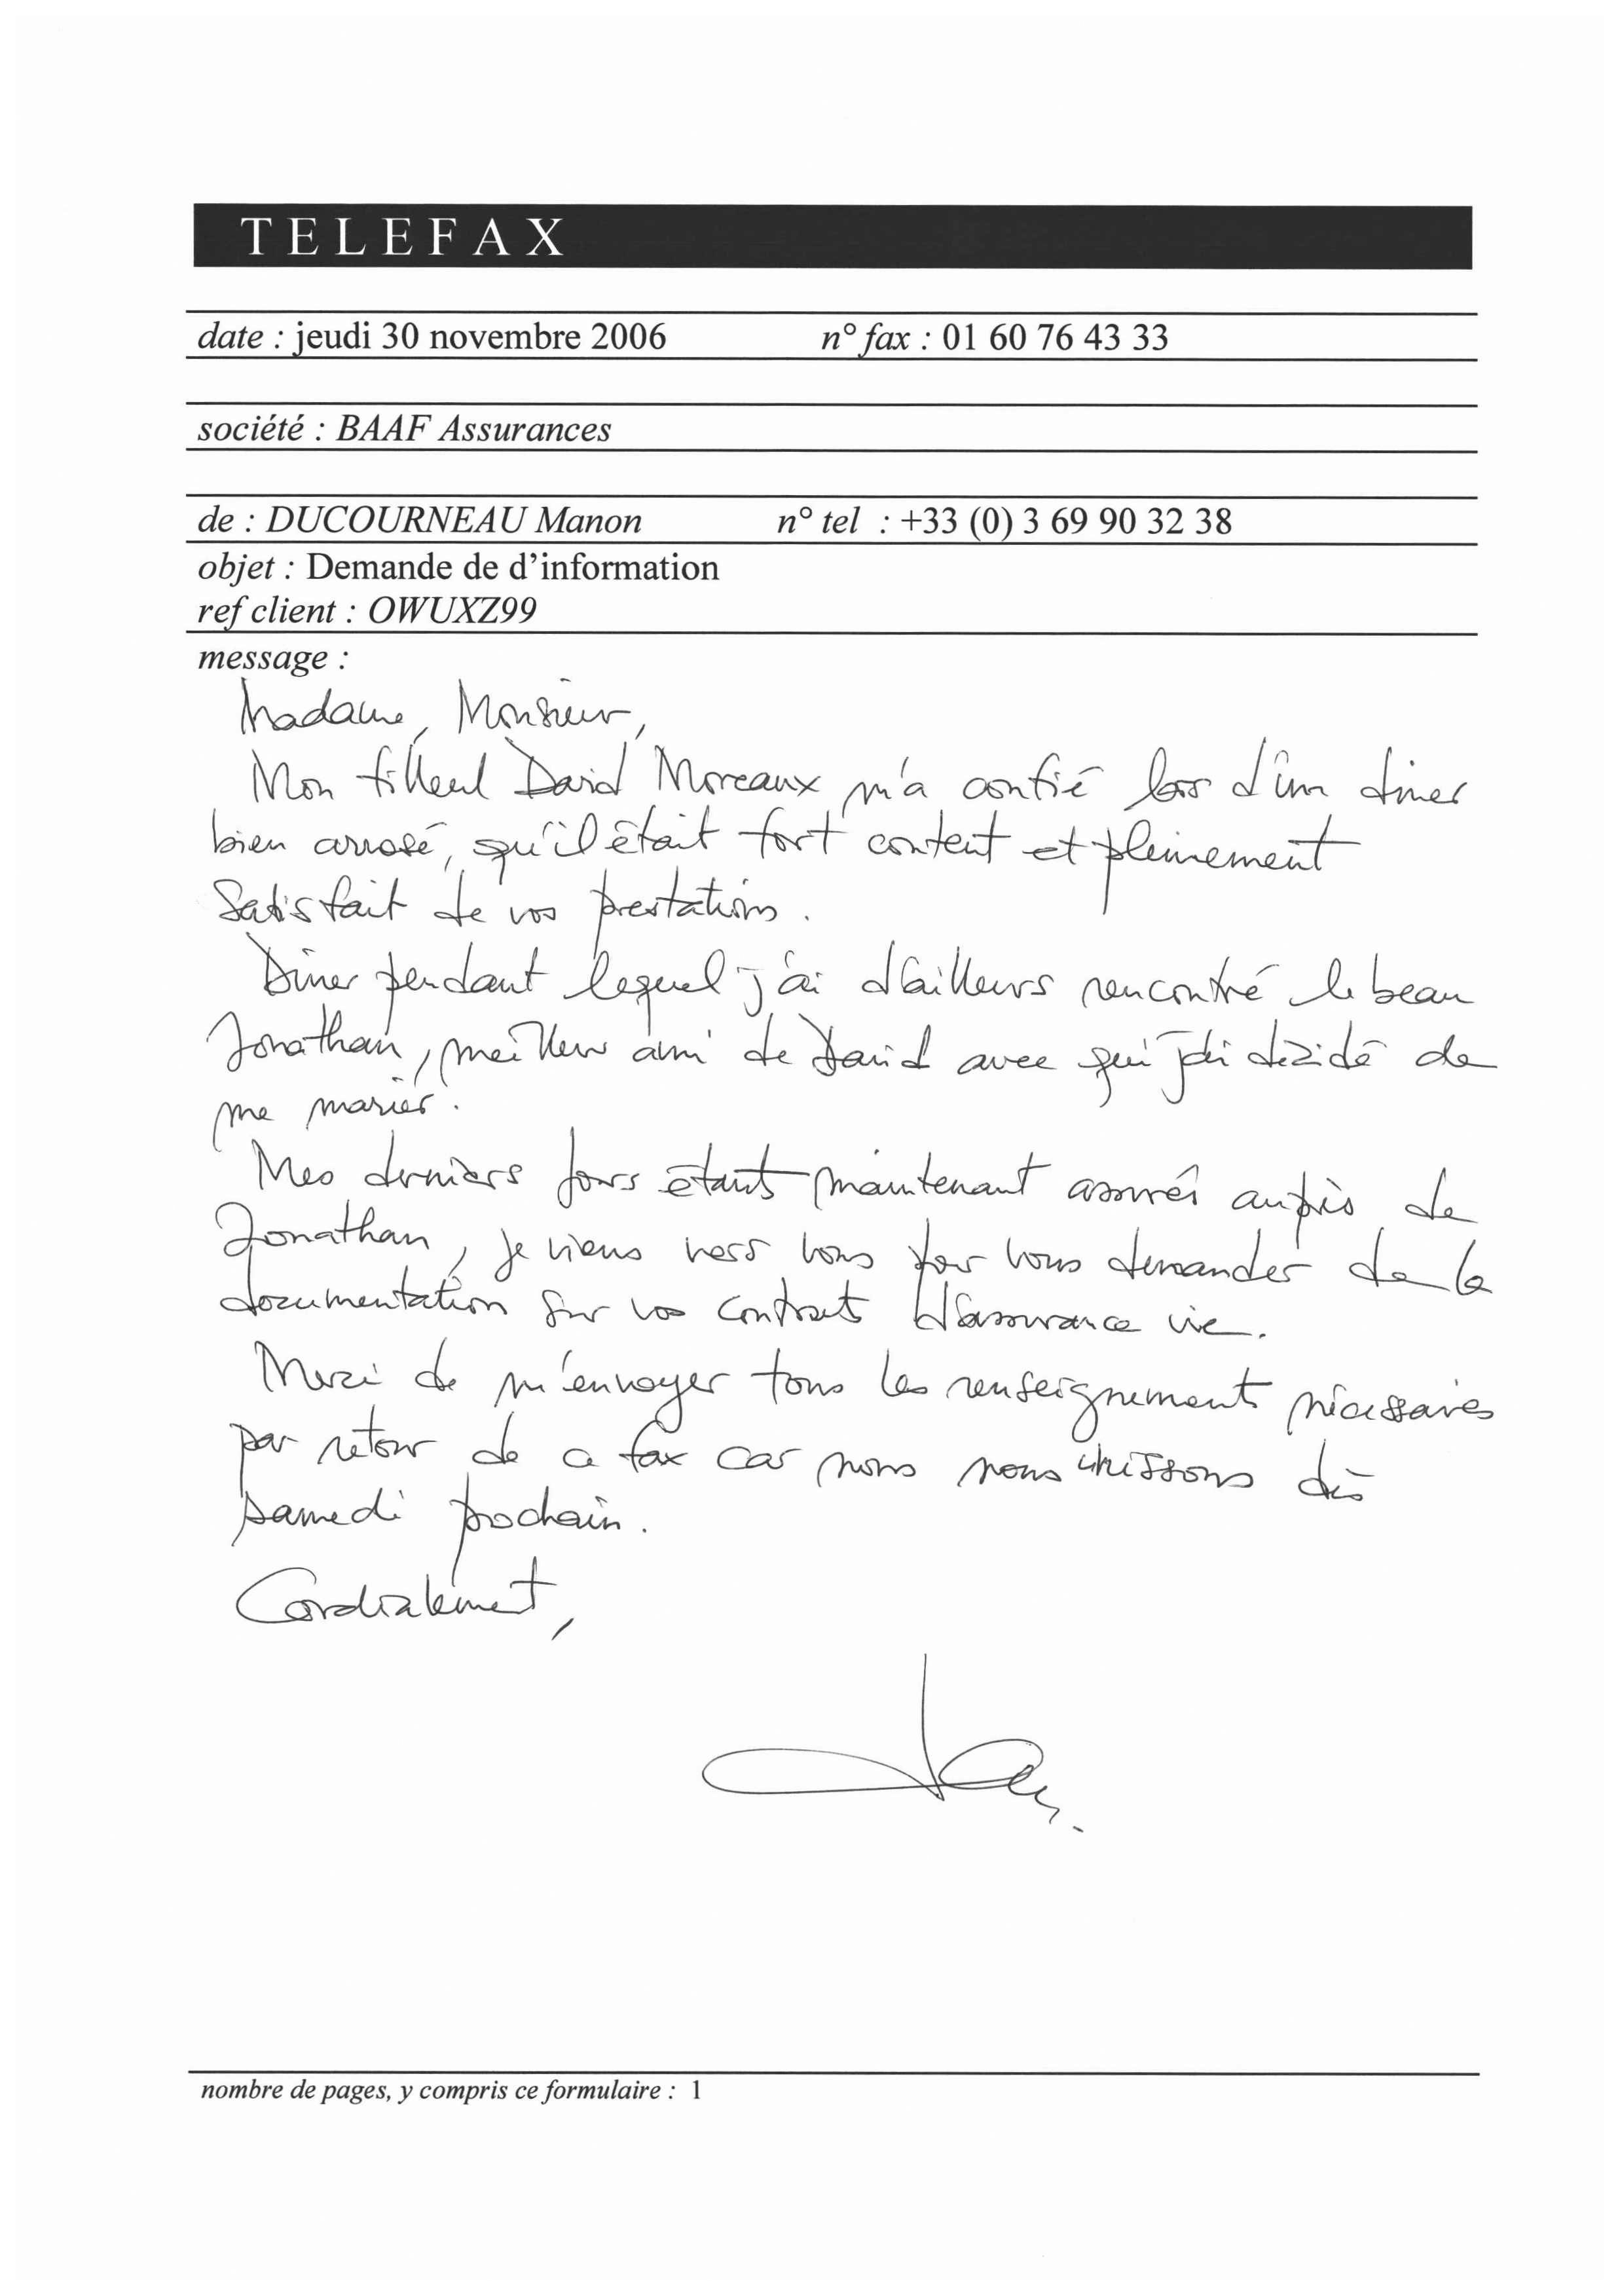 TELEFAX
date : jeudi 30 novembre 2006 n° fax : 01 60 76 43 33
société : BAAF Assurances
de : DUCOURNEAU Manon n° tel : +33 (0) 3 69 90 32 38
objet : Demande de d'information
ref client : OWUXZ99
message :
Madame, Monsieur,
Mon filleul David Moreaux m'a confié lors d'un diner
bien arrosé, qu'il était fort content et pleinement
satisfait de vos prestations.
Diner pendant lequel j'ai d'ailleurs rencontré le beau
Jonathan, meilleur ami de David avec qui j'ai décidé de
me marier.
Mes derniers jours étant maintenant assurés auprès de
Jonathan, je viens vers vous pour vous demander de la
documentation sur vos contrats d'assurance vie.
Merci de m'envoyer tous les renseignements nécessaires
par retour de ce fax car nous nous unissons dès
samedi prochain.
Cordialement,
nombre de pages, y compris ce formulaire : 1